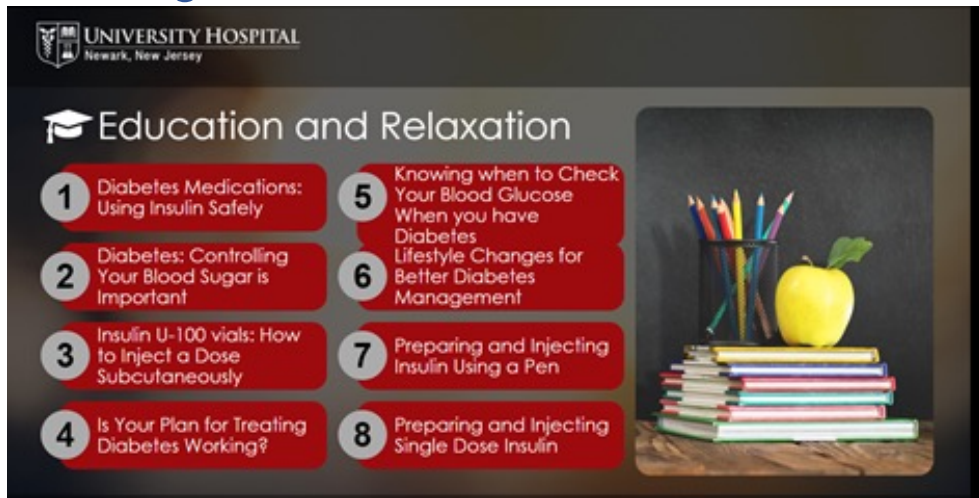 UNIVERSITY HOSPITAL
Newark, New Jersey
Education and Relaxation
1
Diabetes Medications:
Using Insulin Safely
2
Diabetes: Controlling
Your Blood Sugar is
Important
3
Insulin U-100 vials: How
to Inject a Dose
Subcutaneously
4
Is Your Plan for Treating
Diabetes Working?
5
Knowing when to Check
Your Blood Glucose
When you have
Diabetes
6
Lifestyle Changes for
Better Diabetes
Management
7
Preparing and Injecting
Insulin Using a Pen
8
Preparing and Injecting
Single Dose Insulin